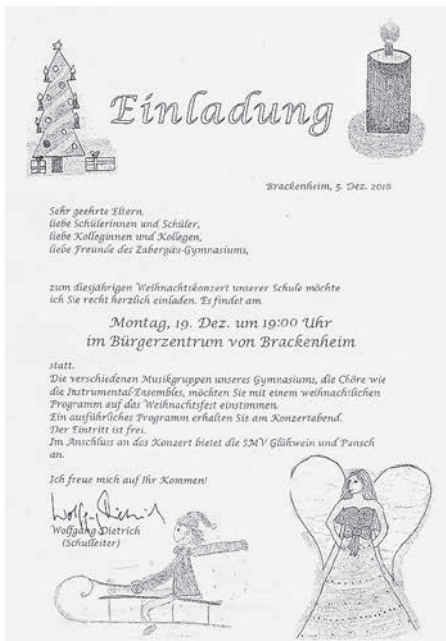 Einladung
Brackenheim, 5. Dez. 2016
Sehr geehrte Eltern,
liebe Schülerinnen und Schüler,
liebe Kolleginnen und Kollegen,
liebe Freunde des Zabergäu-Gymnasiums,
zum diesjährigen Weihnachtskonzert unserer Schule möchte
ich Sie recht herzlich einladen. Es findet am
Montag, 19. Dez. um 19:00 Uhr
im Bürgerzentrum von Brackenheim
statt.
Die verschiedenen Musikgruppen unseres Gymnasiums, die Chöre wie
die Instrumental-Ensembles, möchten Sie mit einem weihnachtlichen
Programm auf das Weihnachtsfest einstimmen.
Ein ausführliches Programm erhalten Sie am Konzertabend.
Der Eintritt ist frei.
Im Anschluss an das Konzert bietet die SMV Glühwein und Punsch
an.
Ich freue mich auf Ihr Kommen!
Wolfgang Dietrich
Wolfgang Dietrich
(Schulleiter)